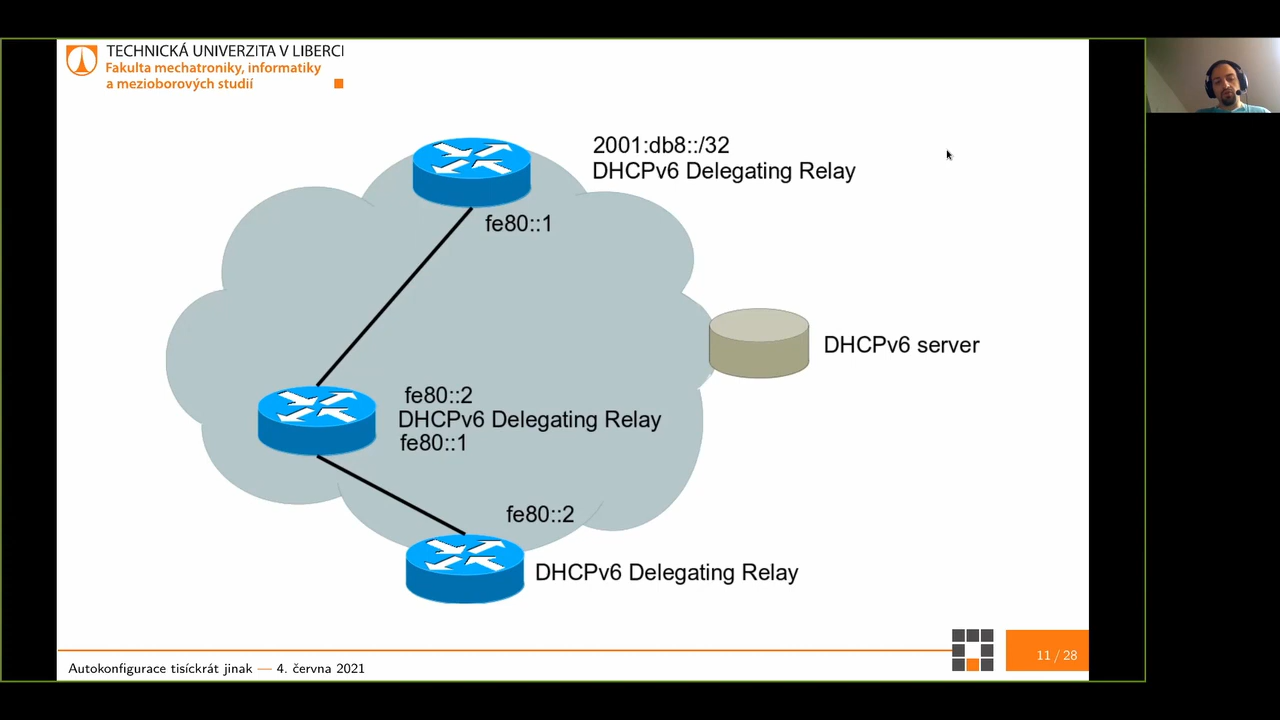 TECHNICKÁ UNIVERZITA V LIBERCI
Fakulta mechatroniky, informatiky
a mezioborových studií
2001:db8::/32
DHCPv6 Delegating Relay
fe80::1
DHCPv6 server
fe80::2
DHCPv6 Delegating Relay
fe80::1
fe80::2
DHCPv6 Delegating Relay
Autokonfigurace tisíckrát jinak — 4. června 2021
11 / 28